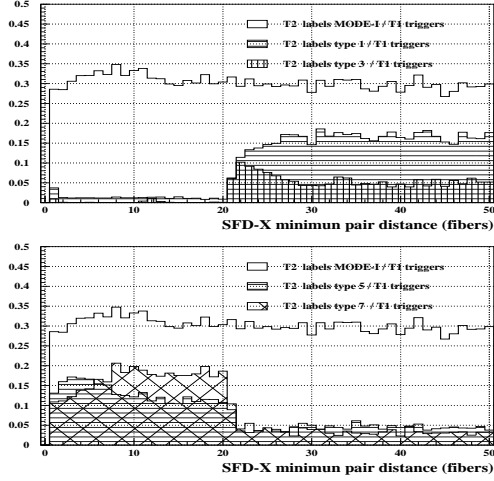 0.5
T2 labels MODE-I / T1 triggers
0.45
T2 labels type 1 / T1 triggers
0.4
T2 labels type 3 / T1 triggers
0.35
0.3
0.25
0.2
0.15
0.1
0.05
0
0 10 20 30 40 50
SFD-X minimun pair distance (fibers)
0.5
T2 labels MODE-I / T1 triggers
0.45
T2 labels type 5 / T1 triggers
0.4
T2 labels type 7 / T1 triggers
0.35
0.3
0.25
0.2
0.15
0.1
0.05
0
0 10 20 30 40 50
SFD-X minimun pair distance (fibers)